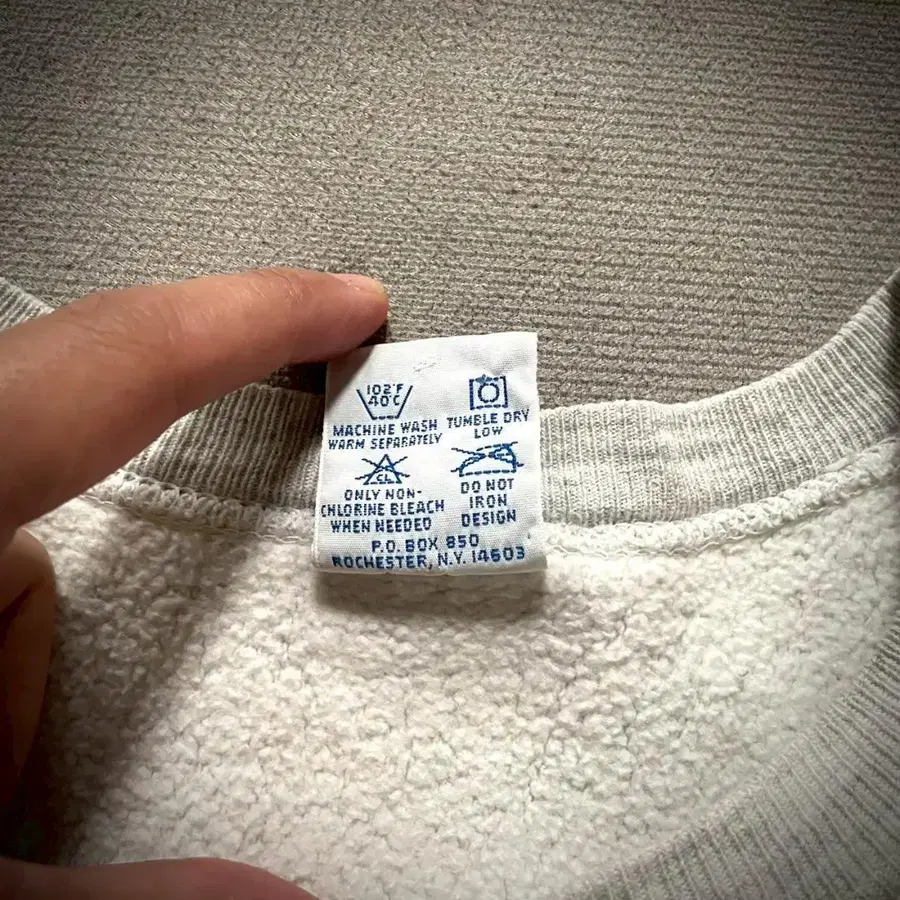 102°F
40°C
MACHINE WASH
WARM SEPARATELY
TUMBLE DRY
LOW
CL
ONLY NON-
CHLORINE BLEACH
WHEN NEEDED
DO NOT
IRON
DESIGN
P.O. BOX 850
ROCHESTER, N.Y. 14603